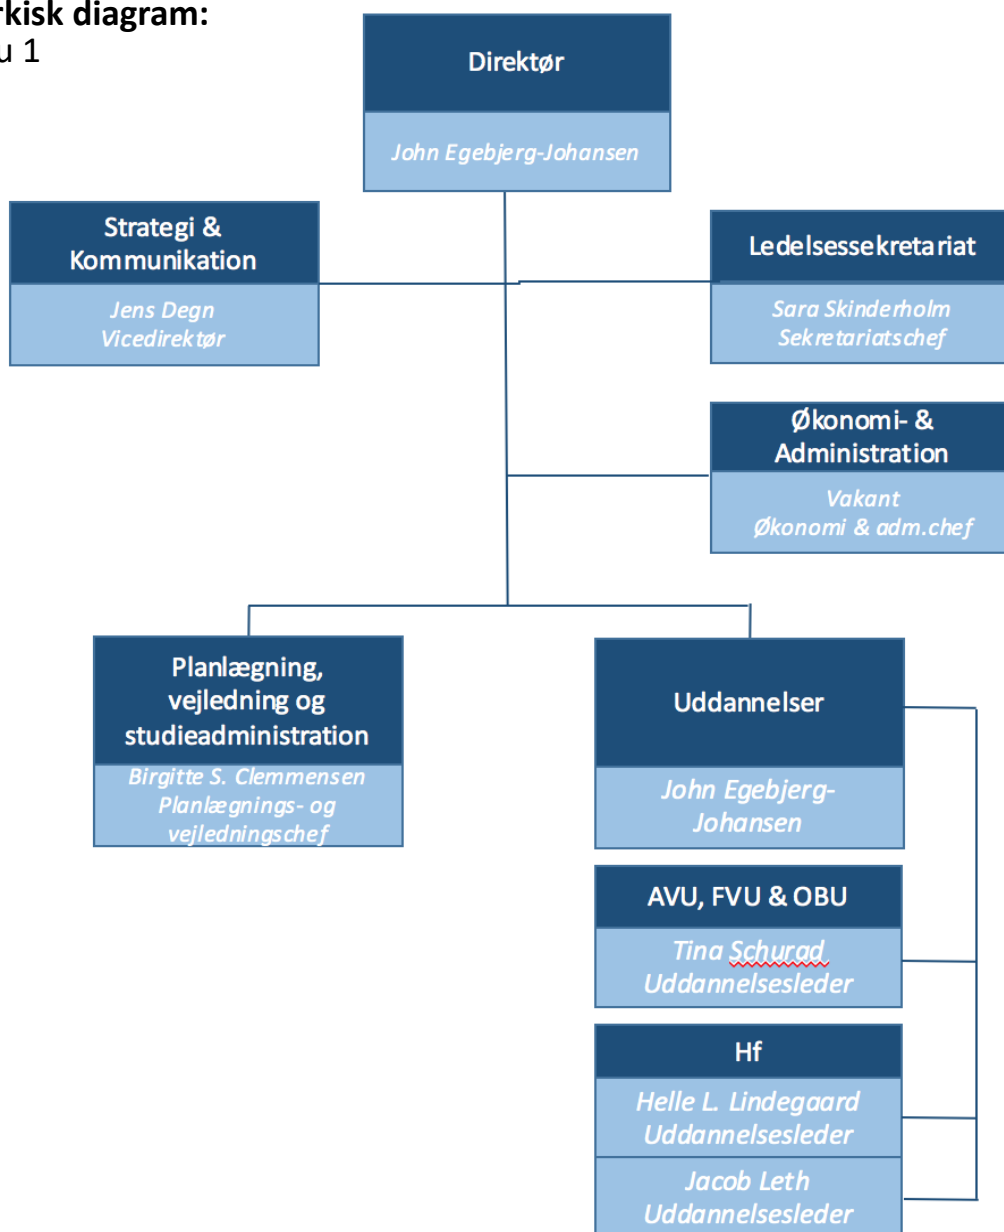 rkisk diagram:
u 1
Direktør
John Egebjerg-Johansen
Strategi &
Kommunikation
Jens Degn
Vicedirektør
Ledelsessekretariat
Sara Skinderholm
Sekretariatschef
Økonomi- &
Administration
Vakant
Økonomi & adm.chef
Planlægning,
vejledning og
studieadministration
Birgitte S. Clemmensen
Planlægnings- og
vejledningschef
Uddannelser
John Egebjerg-
Johansen
AVU, FVU & OBU
Tina Schurad
Uddannelsesleder
Hf
Helle L. Lindegaard
Uddannelsesleder
Jacob Leth
Uddannelsesleder